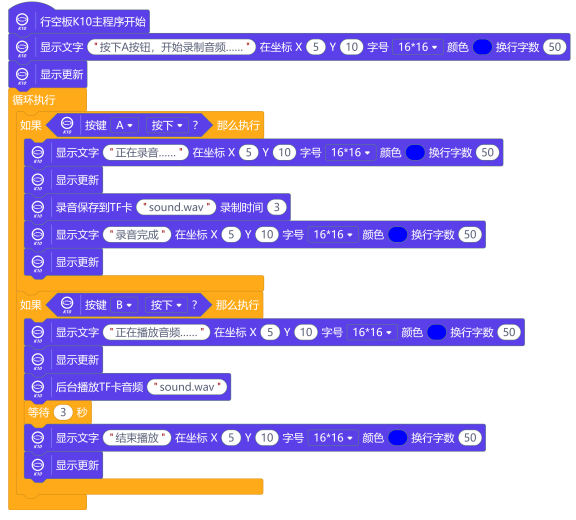 行空板K10主程序开始
显示文字 "按下A按钮，开始录制音频……" 在坐标 X 5 Y 10 字号 16*16 颜色 换行字数 50
显示更新
循环执行
如果 按键 A 按下 ? 那么执行
显示文字 "正在录音……" 在坐标 X 5 Y 10 字号 16*16 颜色 换行字数 50
显示更新
录音保存到TF卡 "sound.wav" 录制时间 3
显示文字 "录音完成" 在坐标 X 5 Y 10 字号 16*16 颜色 换行字数 50
显示更新
如果 按键 B 按下 ? 那么执行
显示文字 "正在播放音频……" 在坐标 X 5 Y 10 字号 16*16 颜色 换行字数 50
显示更新
后台播放TF卡音频 "sound.wav"
等待 3 秒
显示文字 "结束播放" 在坐标 X 5 Y 10 字号 16*16 颜色 换行字数 50
显示更新